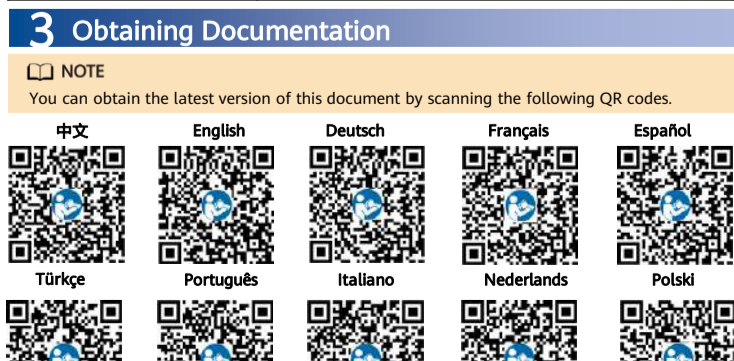 3 Obtaining Documentation
NOTE
You can obtain the latest version of this document by scanning the following QR codes.
中文 English Deutsch Français Español
Türkçe Português Italiano Nederlands Polski